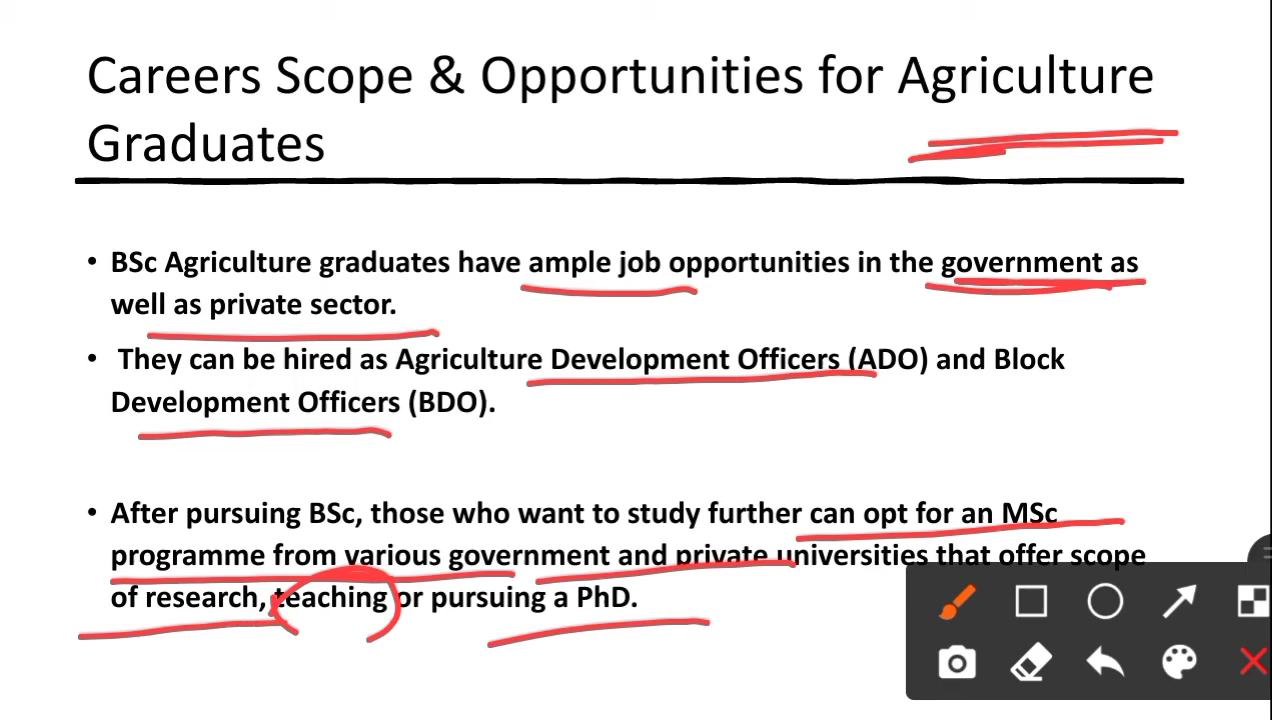 Careers Scope & Opportunities for Agriculture
Graduates
• BSc Agriculture graduates have ample job opportunities in the government as
well as private sector.
• They can be hired as Agriculture Development Officers (ADO) and Block
Development Officers (BDO).
• After pursuing BSc, those who want to study further can opt for an MSc
programme from various government and private universities that offer scope
of research, teaching or pursuing a PhD.